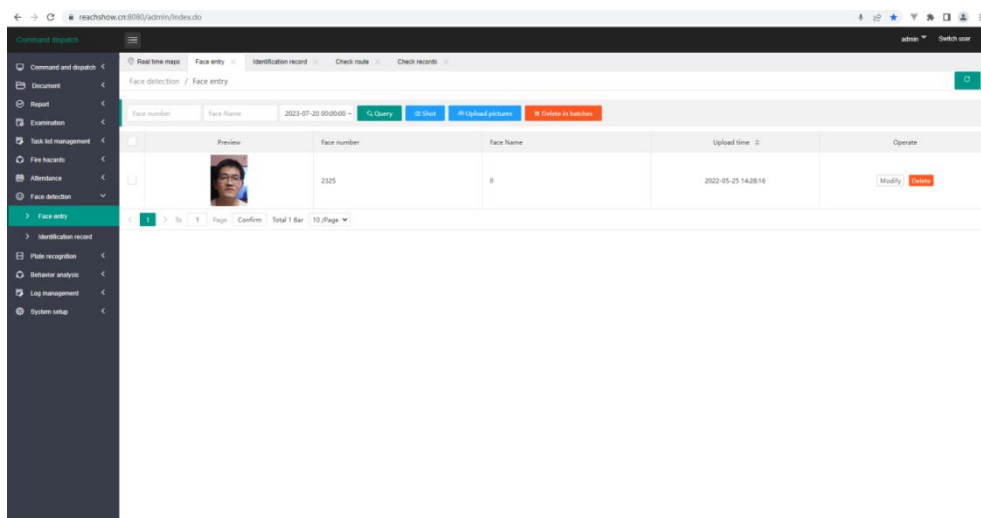 reachshow.cn:8080/admin/index.do
Command dispatch
admin Switch user
Command and dispatch
Document
Report
Examination
Task list management
Fire hazards
Attendance
Face detection
Face entry
Identification record
Plate recognition
Behavior analysis
Log management
System setup
Real time maps Face entry Identification record Check route Check records
Face detection / Face entry
Face number Face Name 2023-07-20 00:00:00 ~ Query Shot Upload pictures Delete in batches
Preview Face number Face Name Upload time Operate
2325 2022-05-25 14:28:16 Modify Delete
1 To 1 Page Confirm Total 1 Bar 10 /Page